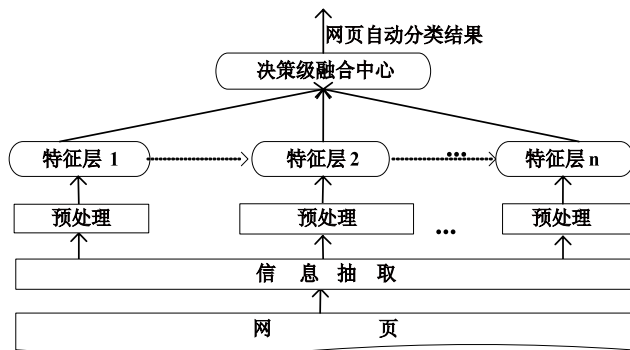 网页自动分类结果
决策级融合中心
特征层 1 特征层 2 ... 特征层 n
预处理 预处理 ... 预处理
信 息 抽 取
网 页